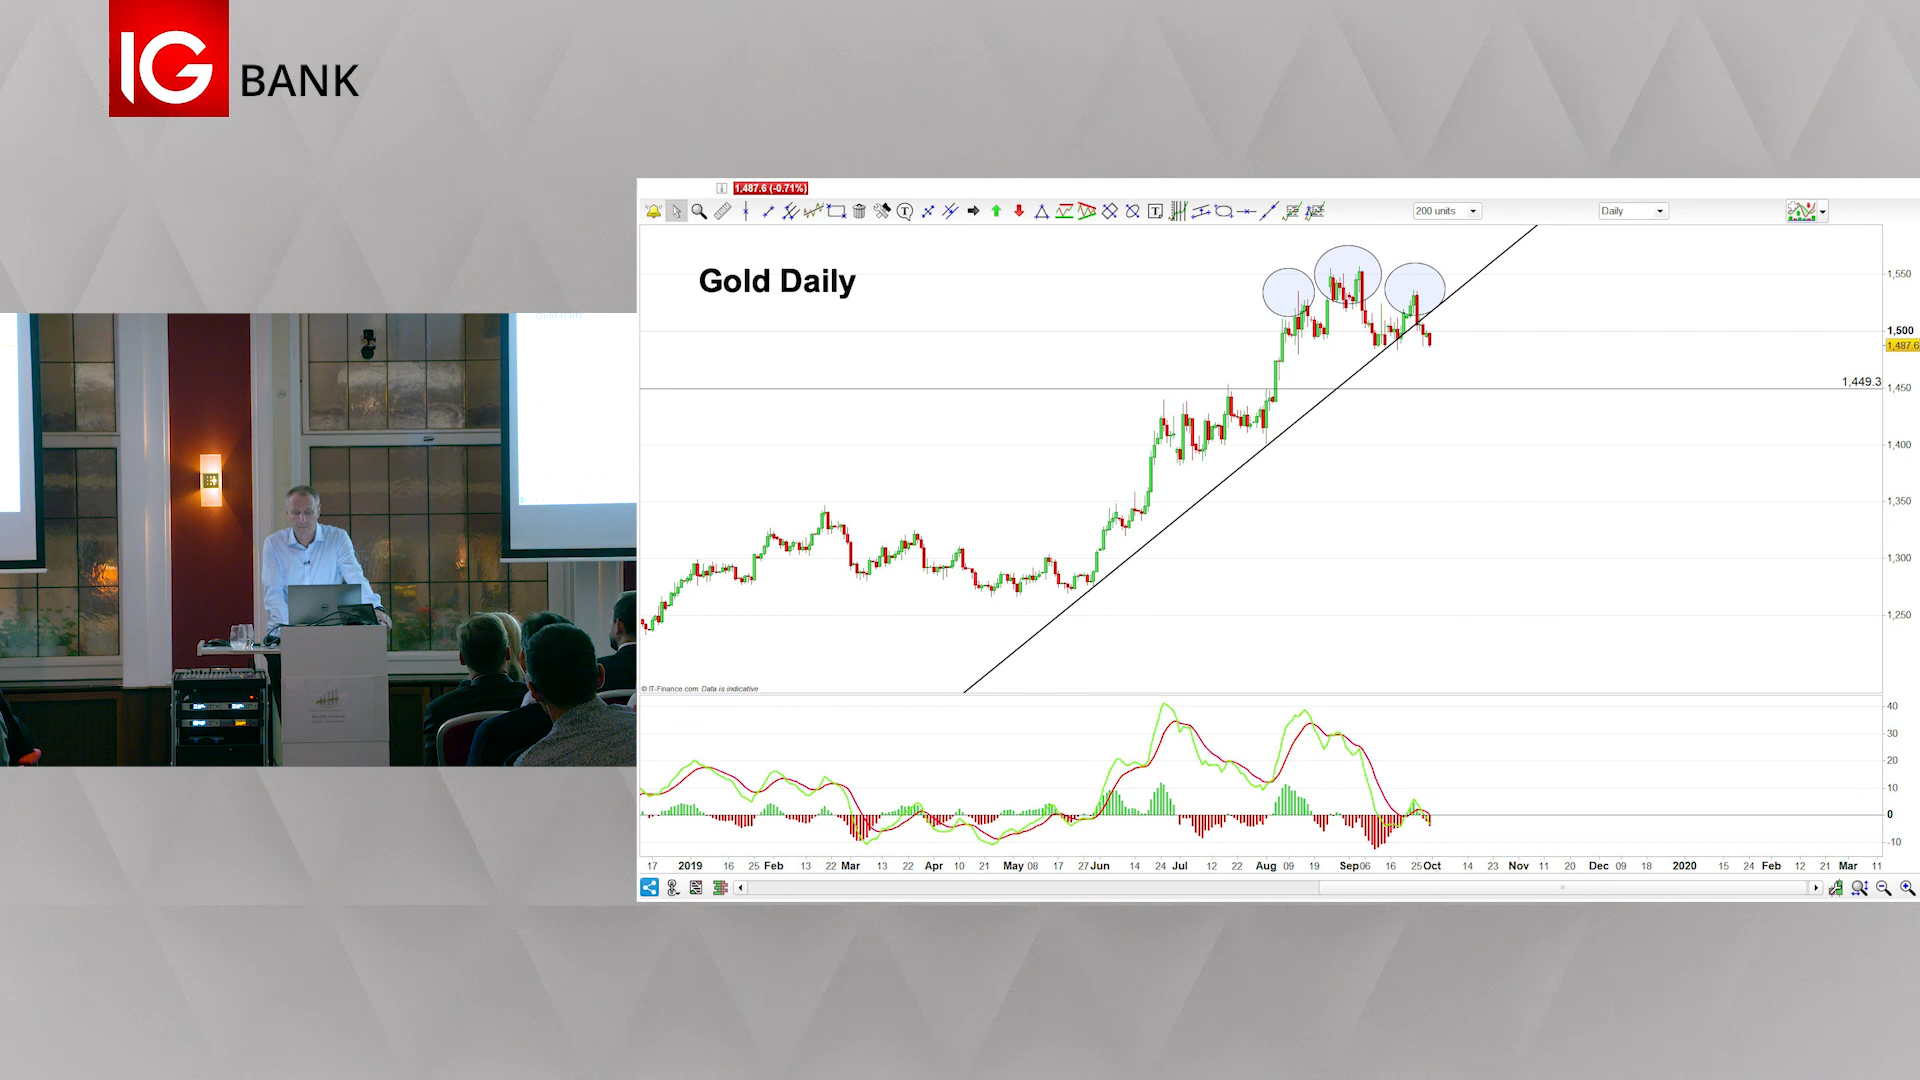 IG BANK
1,487.6 (-0.71%)
200 units
Daily
Gold Daily
1,550
1,500
1,487.6
1,449.3
1,450
1,400
1,350
1,300
1,250
© IT-Finance.com Data is indicative
40
30
20
10
0
-10
17 2019 16 25 Feb 13 22 Mar 13 22 Apr 10 21 May 08 17 27 Jun 14 24 Jul 12 22 Aug 09 19 Sep 06 16 25 Oct 14 23 Nov 11 20 Dec 09 18 2020 15 24 Feb 12 21 Mar 11
Gold Daily